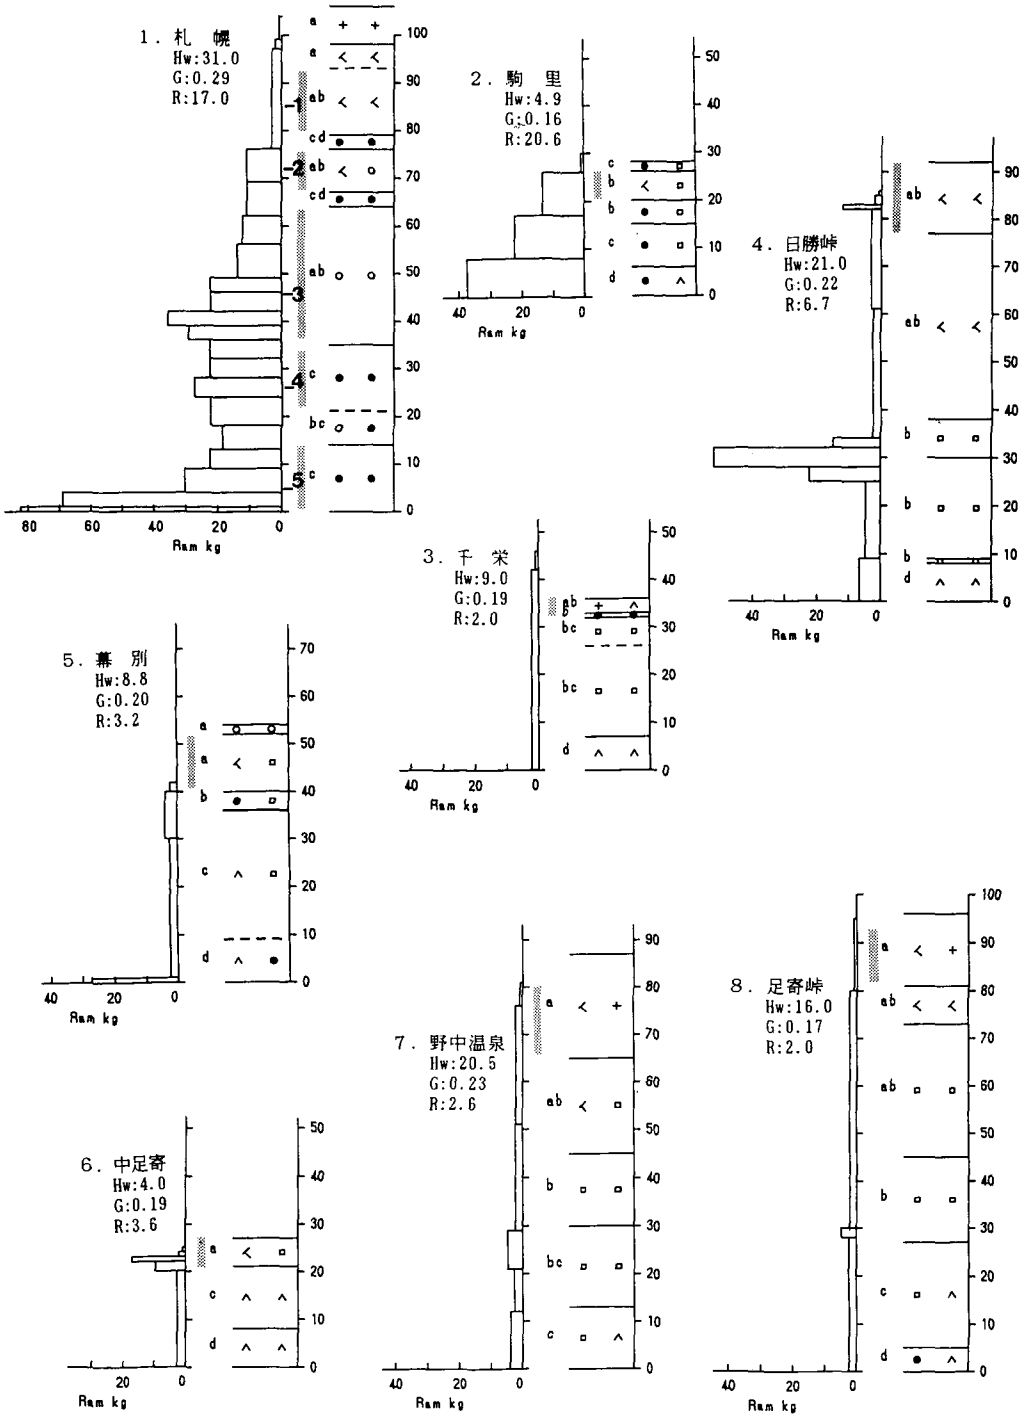 1. 札 幌
Hw:31.0
G:0.29
R:17.0
a
a
ab
cd
ab
cd
ab
c
bc
c
-1
-2
-3
-4
-5
100
90
80
70
60
50
40
30
20
10
0
80 60 40 20 0
Ram kg
2. 駒 里
Hw:4.9
G:0.16
R:20.6
c
b
b
c
d
50
40
30
20
10
0
40 20 0
Ram kg
3. 千 栄
Hw:9.0
G:0.19
R:2.0
ab
bc
bc
d
50
40
30
20
10
0
40 20 0
Ram kg
4. 日勝峠
Hw:21.0
G:0.22
R:6.7
ab
ab
b
b
b
d
90
80
70
60
50
40
30
20
10
0
40 20 0
Ram kg
5. 幕 別
Hw:8.8
G:0.20
R:3.2
a
a
b
c
d
70
60
50
40
30
20
10
0
40 20 0
Ram kg
6. 中足寄
Hw:4.0
G:0.19
R:3.6
a
c
d
50
40
30
20
10
0
20 0
Ram kg
7. 野中温泉
Hw:20.5
G:0.23
R:2.6
a
ab
b
bc
c
90
80
70
60
50
40
30
20
10
0
40 20 0
Ram kg
8. 足寄峠
Hw:16.0
G:0.17
R:2.0
a
ab
ab
b
c
d
100
90
80
70
60
50
40
30
20
10
0
40 20 0
Ram kg